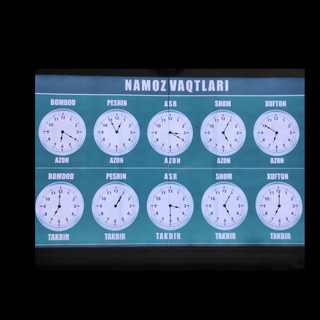 NAMOZ VAQTLARI
BOMDOD PESHIN ASR SHOM XUFTON
AZON AZON AZON AZON AZON
BOMDOD PESHIN ASR SHOM XUFTON
TAKBIR TAKBIR TAKBIR TAKBIR TAKBIR